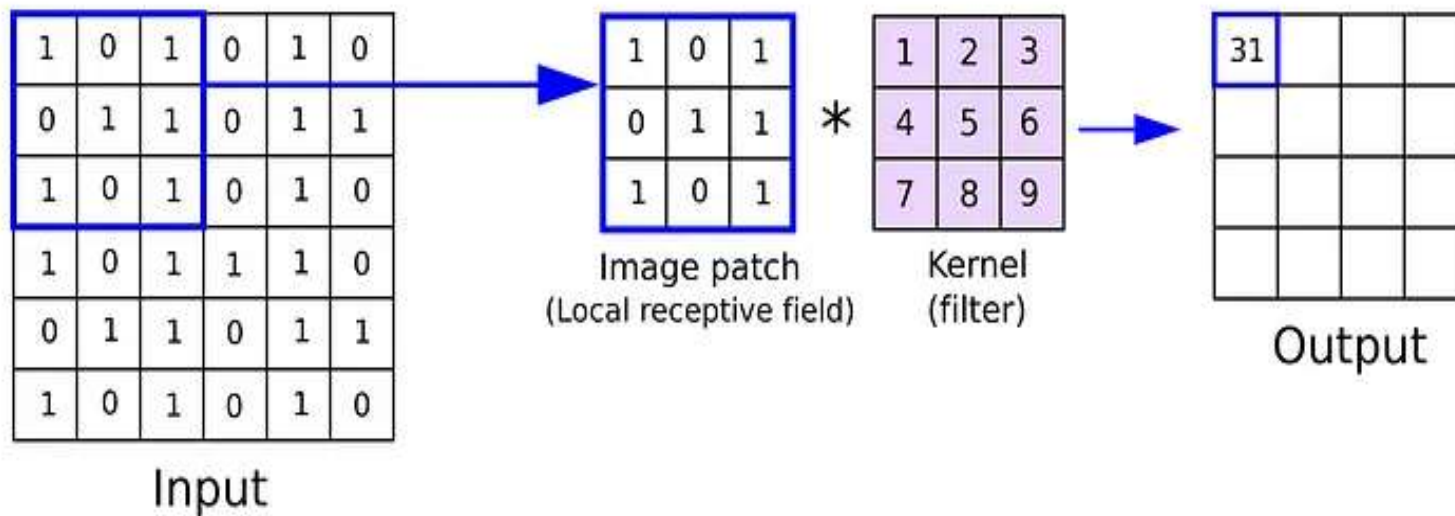 1 0 1 0 1 0
0 1 1 0 1 1
1 0 1 0 1 0
1 0 1 1 1 0
0 1 1 0 1 1
1 0 1 0 1 0
Input
1 0 1
0 1 1
1 0 1
Image patch
(Local receptive field)
*
1 2 3
4 5 6
7 8 9
Kernel
(filter)
31
Output